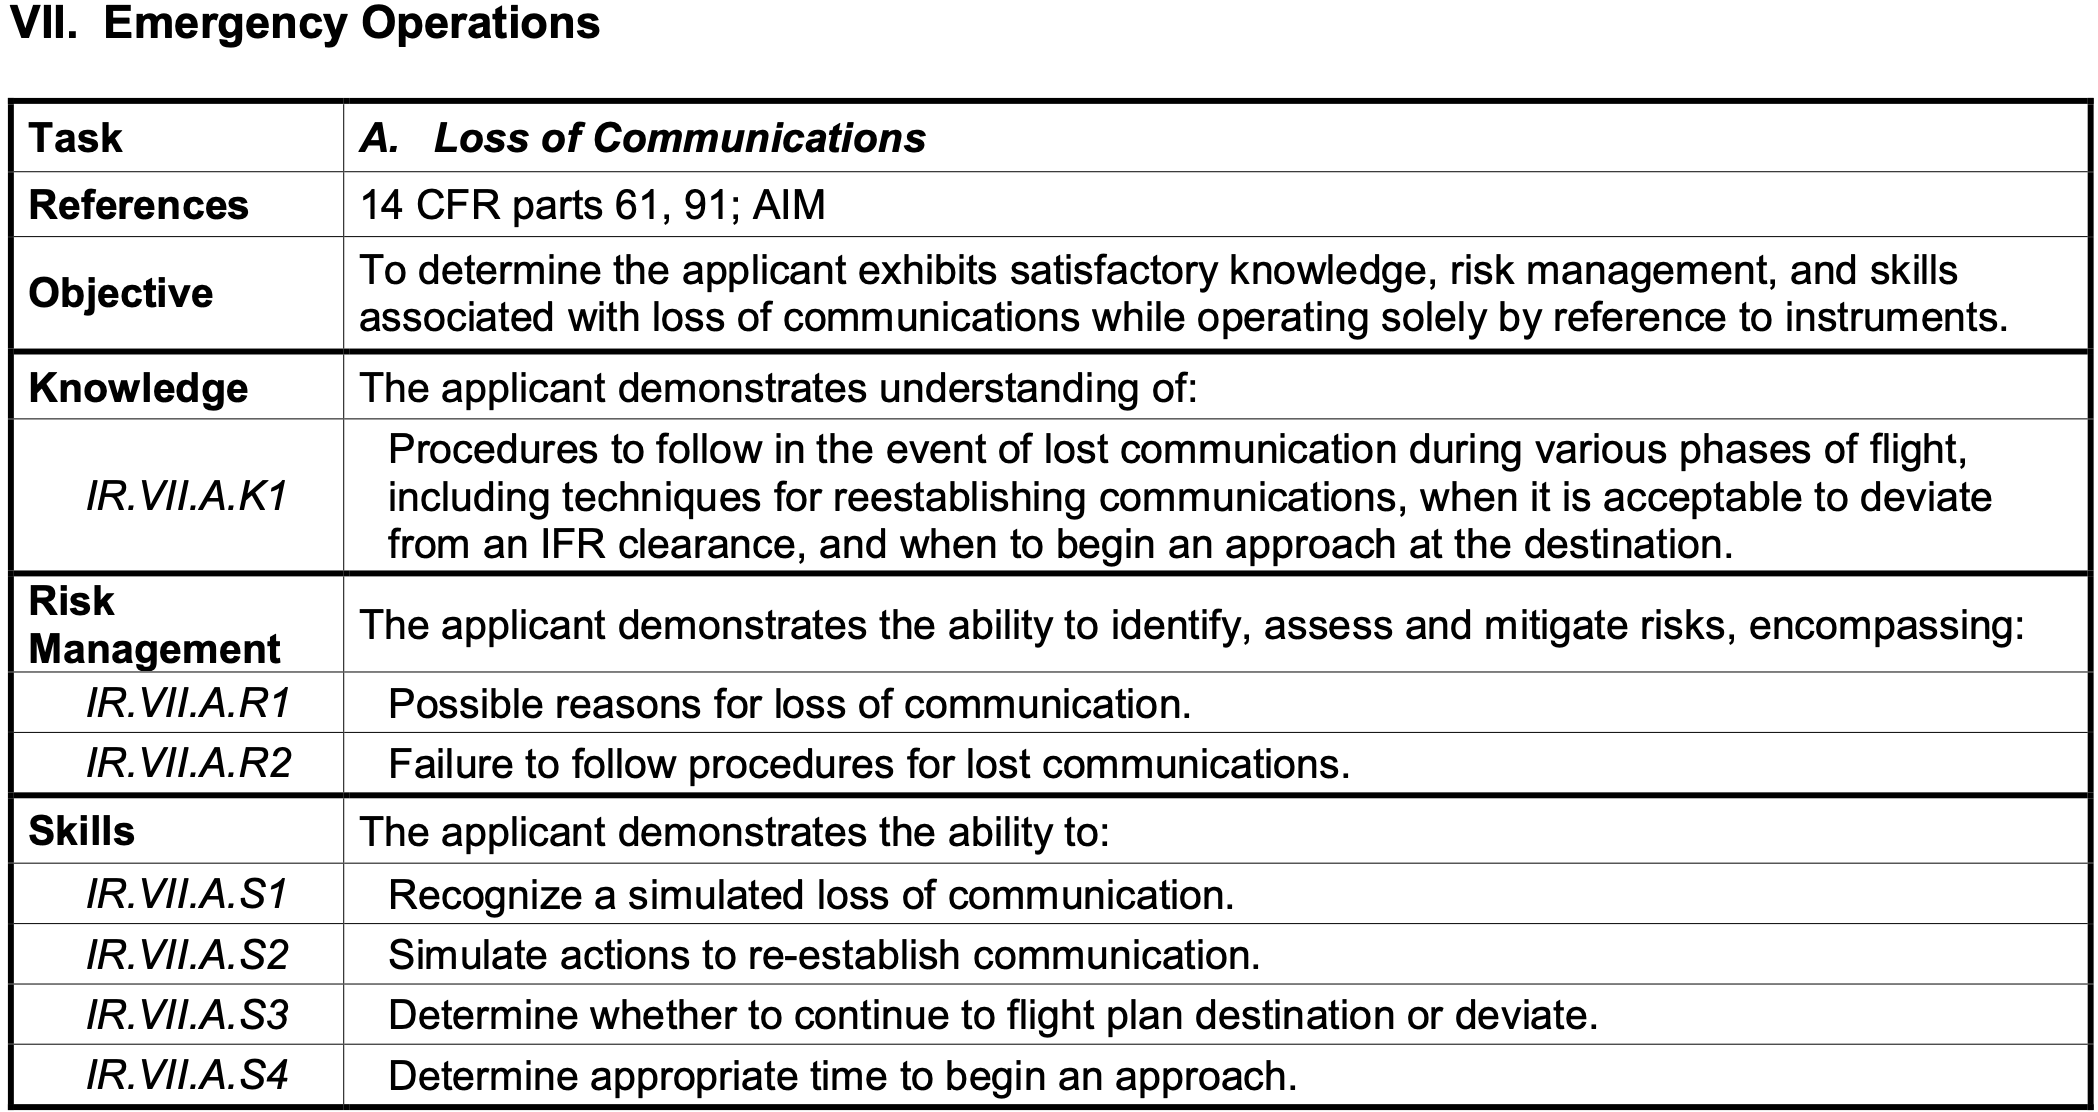 VII. Emergency Operations
Task
A. Loss of Communications
References
14 CFR parts 61, 91; AIM
Objective
To determine the applicant exhibits satisfactory knowledge, risk management, and skills
associated with loss of communications while operating solely by reference to instruments.
Knowledge
The applicant demonstrates understanding of:
IR.VII.A.K1
Procedures to follow in the event of lost communication during various phases of flight,
including techniques for reestablishing communications, when it is acceptable to deviate
from an IFR clearance, and when to begin an approach at the destination.
Risk
Management
The applicant demonstrates the ability to identify, assess and mitigate risks, encompassing:
IR.VII.A.R1
Possible reasons for loss of communication.
IR.VII.A.R2
Failure to follow procedures for lost communications.
Skills
The applicant demonstrates the ability to:
IR.VII.A.S1
Recognize a simulated loss of communication.
IR.VII.A.S2
Simulate actions to re-establish communication.
IR.VII.A.S3
Determine whether to continue to flight plan destination or deviate.
IR.VII.A.S4
Determine appropriate time to begin an approach.